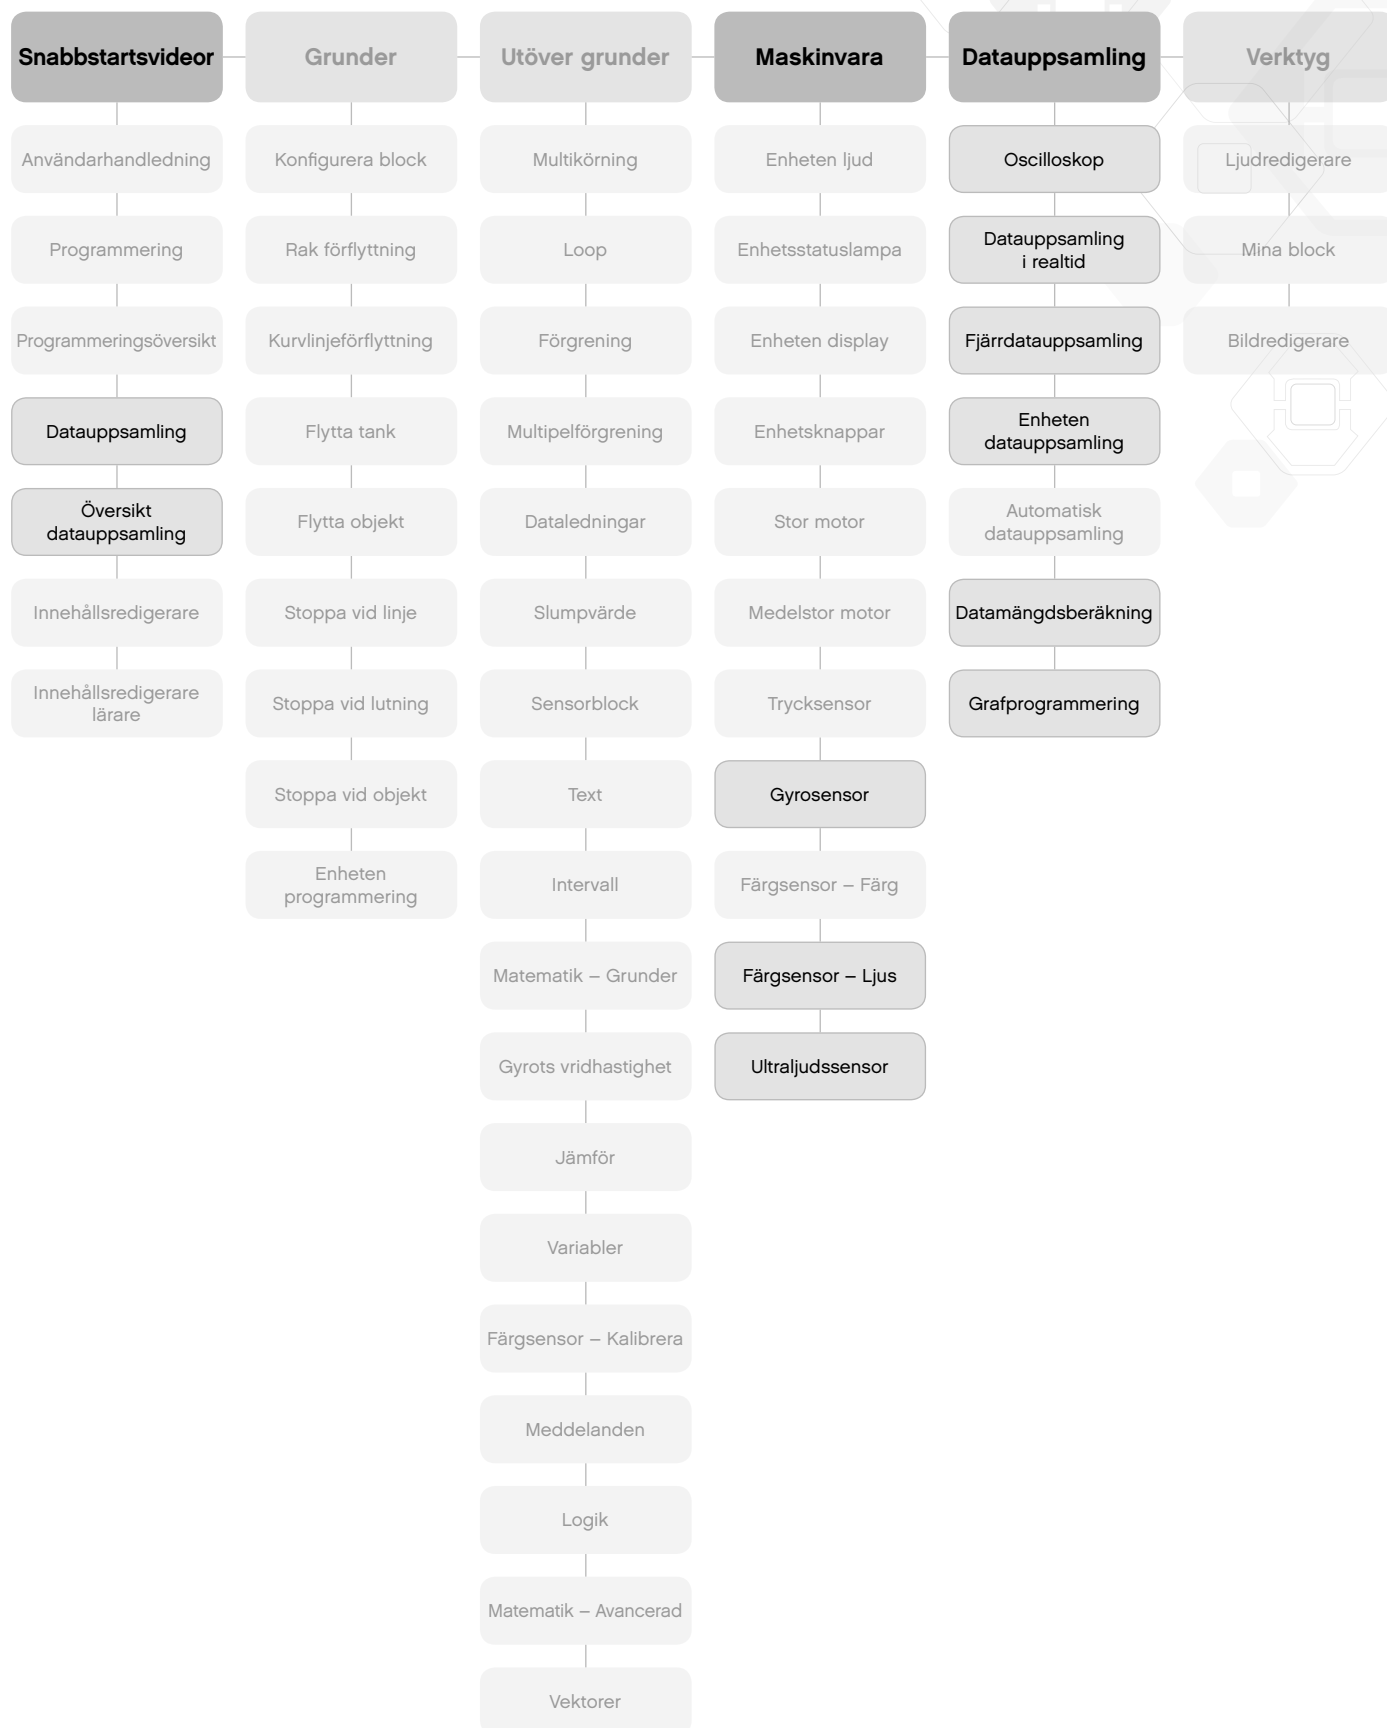 Snabbstartsvideor
Grunder
Utöver grunder
Maskinvara
Datauppsamling
Verktyg
Användarhandledning
Programmering
Programmeringsöversikt
Datauppsamling
Översikt
datauppsamling
Innehållsredigerare
Innehållsredigerare
lärare
Konfigurera block
Rak förflyttning
Kurvlinjeförflyttning
Flytta tank
Flytta objekt
Stoppa vid linje
Stoppa vid lutning
Stoppa vid objekt
Enheten
programmering
Multikörning
Loop
Förgrening
Multipelförgrening
Dataledningar
Slumpvärde
Sensorblock
Text
Intervall
Matematik – Grunder
Gyrots vridhastighet
Jämför
Variabler
Färgsensor – Kalibrera
Meddelanden
Logik
Matematik – Avancerad
Vektorer
Enheten ljud
Enhetsstatuslampa
Enheten display
Enhetsknappar
Stor motor
Medelstor motor
Trycksensor
Gyrosensor
Färgsensor – Färg
Färgsensor – Ljus
Ultraljudssensor
Oscilloskop
Datauppsamling
i realtid
Fjärrdatauppsamling
Enheten
datauppsamling
Automatisk
datauppsamling
Datamängdsberäkning
Grafprogrammering
Ljudredigerare
Mina block
Bildredigerare